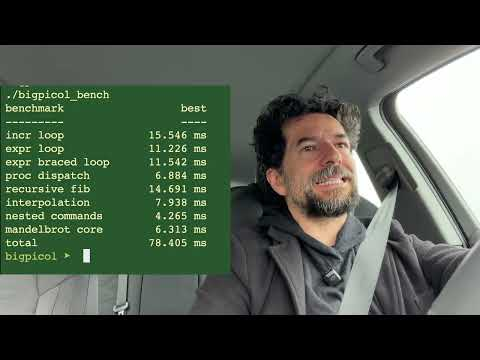 ./bigpicol_bench
benchmark best
--------- ----
incr loop 15.546 ms
expr loop 11.226 ms
expr braced loop 11.542 ms
proc dispatch 6.884 ms
recursive fib 14.691 ms
interpolation 7.938 ms
nested commands 4.265 ms
mandelbrot core 6.313 ms
total 78.405 ms
bigpicol ➤